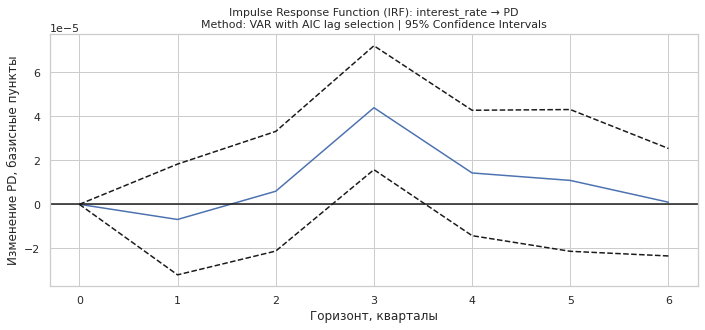 Impulse Response Function (IRF): interest_rate → PD
Method: VAR with AIC lag selection | 95% Confidence Intervals
1e−5
6
4
2
0
−2
Изменение PD, базисные пункты
0 1 2 3 4 5 6
Горизонт, кварталы